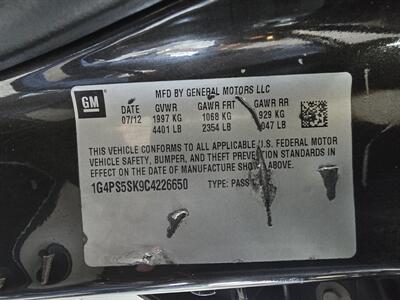 GM
MFD BY GENERAL MOTORS LLC
DATE GVWR GAWR FRT GAWR RR
07/12 1997 KG 1068 KG 929 KG
4401 LB 2354 LB 2047 LB
THIS VEHICLE CONFORMS TO ALL APPLICABLE U.S. FEDERAL MOTOR
VEHICLE SAFETY, BUMPER, AND THEFT PREVENTION STANDARDS IN
EFFECT ON THE DATE OF MANUFACTURE SHOWN ABOVE.
1G4PS5SK9C4226650 TYPE: PASS